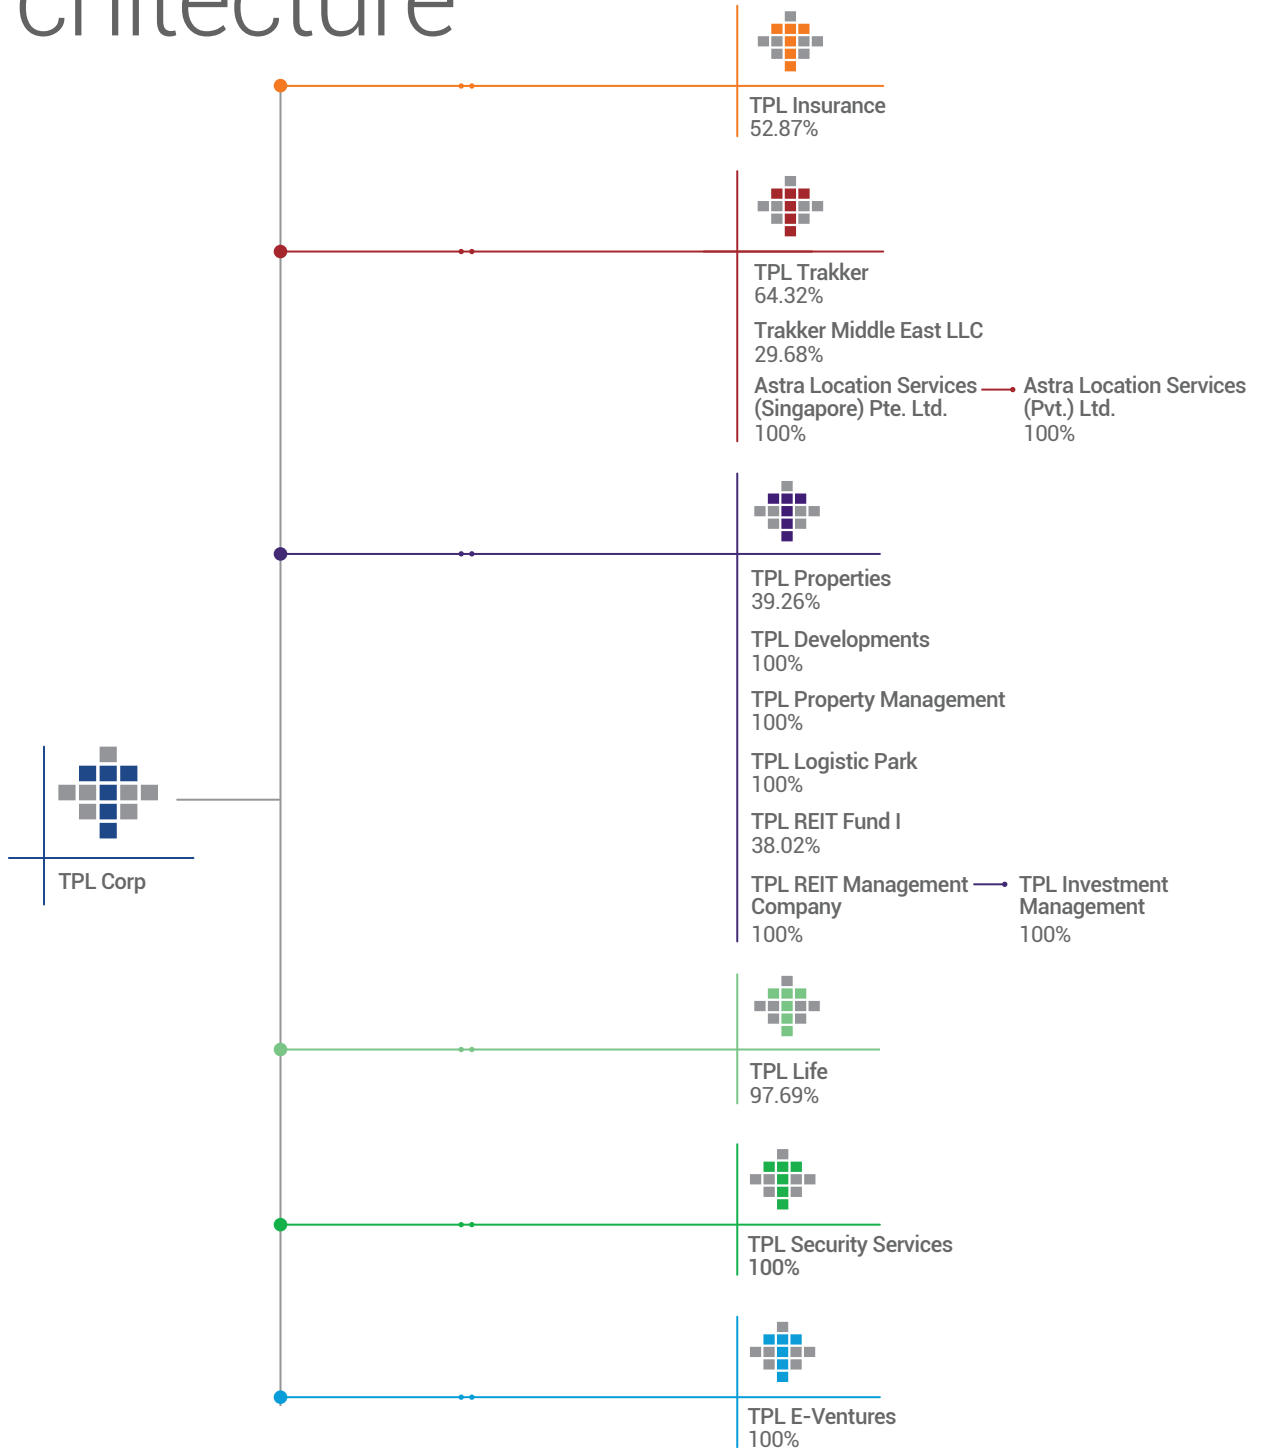 chitecture
TPL Insurance
52.87%
TPL Trakker
64.32%
Trakker Middle East LLC
29.68%
Astra Location Services
(Singapore) Pte. Ltd.
100%
Astra Location Services
(Pvt.) Ltd.
100%
TPL Properties
39.26%
TPL Developments
100%
TPL Property Management
100%
TPL Logistic Park
100%
TPL REIT Fund I
38.02%
TPL REIT Management
Company
100%
TPL Investment
Management
100%
TPL Corp
TPL Life
97.69%
TPL Security Services
100%
TPL E-Ventures
100%